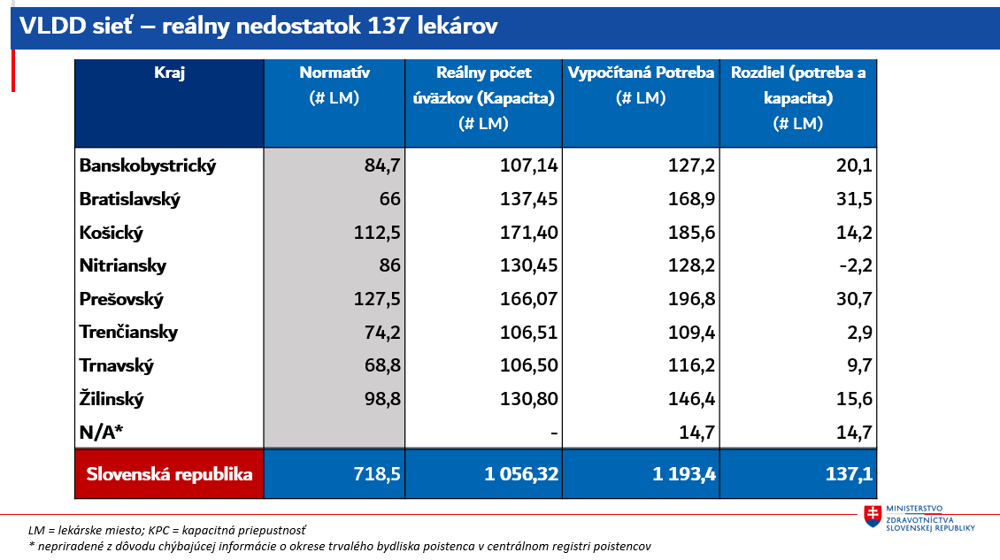 VLDD sieť – reálny nedostatok 137 lekárov
Kraj Normatív (# LM) Reálny počet úväzkov (Kapacita) (# LM) Vypočítaná Potreba (# LM) Rozdiel (potreba a kapacita) (# LM)
Banskobystrický 84,7 107,14 127,2 20,1
Bratislavský 66 137,45 168,9 31,5
Košický 112,5 171,40 185,6 14,2
Nitriansky 86 130,45 128,2 -2,2
Prešovský 127,5 166,07 196,8 30,7
Trenčiansky 74,2 106,51 109,4 2,9
Trnavský 68,8 106,50 116,2 9,7
Žilinský 98,8 130,80 146,4 15,6
N/A* - 14,7 14,7
Slovenská republika 718,5 1 056,32 1 193,4 137,1
LM = lekárske miesto; KPC = kapacitná priepustnosť
* nepriradené z dôvodu chýbajúcej informácie o okrese trvalého bydliska poistenca v centrálnom registri poistencov
MINISTERSTVO
ZDRAVOTNÍCTVA
SLOVENSKEJ REPUBLIKY